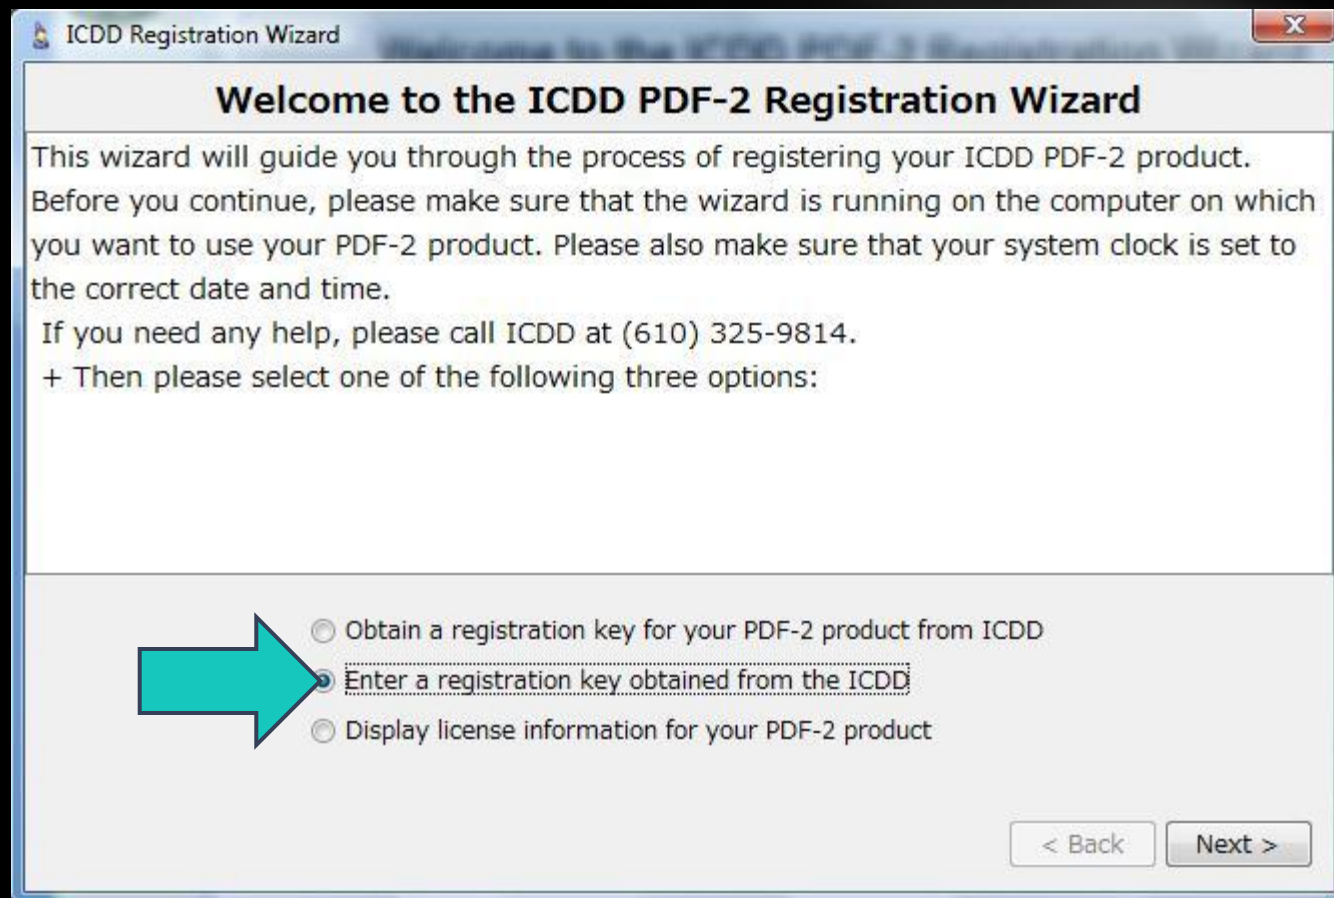 ICDD Registration Wizard
Welcome to the ICDD PDF-2 Registration Wizard
This wizard will guide you through the process of registering your ICDD PDF-2 product.
Before you continue, please make sure that the wizard is running on the computer on which
you want to use your PDF-2 product. Please also make sure that your system clock is set to
the correct date and time.
If you need any help, please call ICDD at (610) 325-9814.
+ Then please select one of the following three options:
Obtain a registration key for your PDF-2 product from ICDD
Enter a registration key obtained from the ICDD
Display license information for your PDF-2 product
< Back Next >